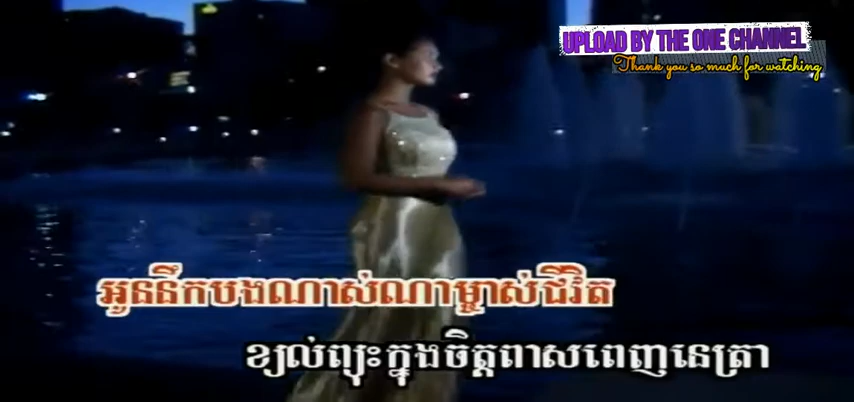 UPLOAD BY THE ONE CHANNEL
Thank you so much for watching
អូននឹកបងណាស់ណាម្ចាស់ជីវិត
ខ្យល់ព្យុះក្នុងចិត្តពាសពេញនេត្រា